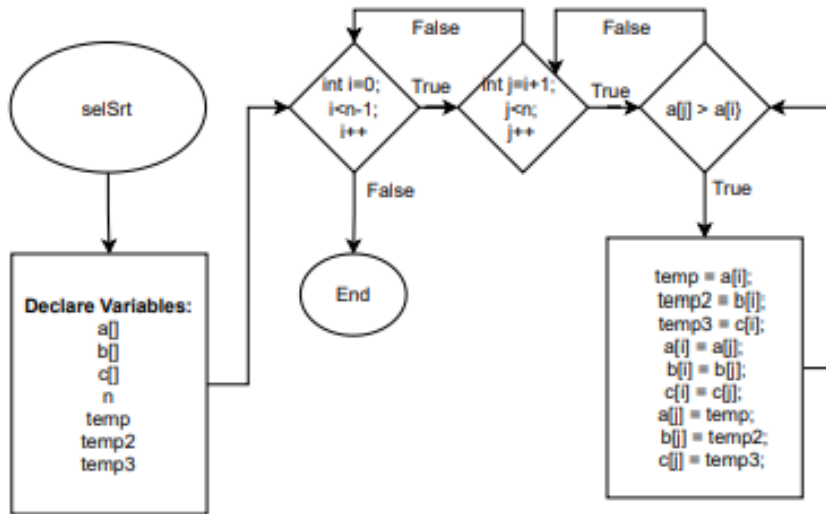 selSrt
Declare Variables:
a[]
b[]
c[]
n
temp
temp2
temp3
False
int i=0;
i<n-1;
i++
True
False
End
int j=i+1;
j<n;
j++
True
False
a[j] > a[i}
True
temp = a[i];
temp2 = b[i];
temp3 = c[i];
a[i] = a[j];
b[i] = b[j];
c[i] = c[j];
a[j] = temp;
b[j] = temp2;
c[j] = temp3;